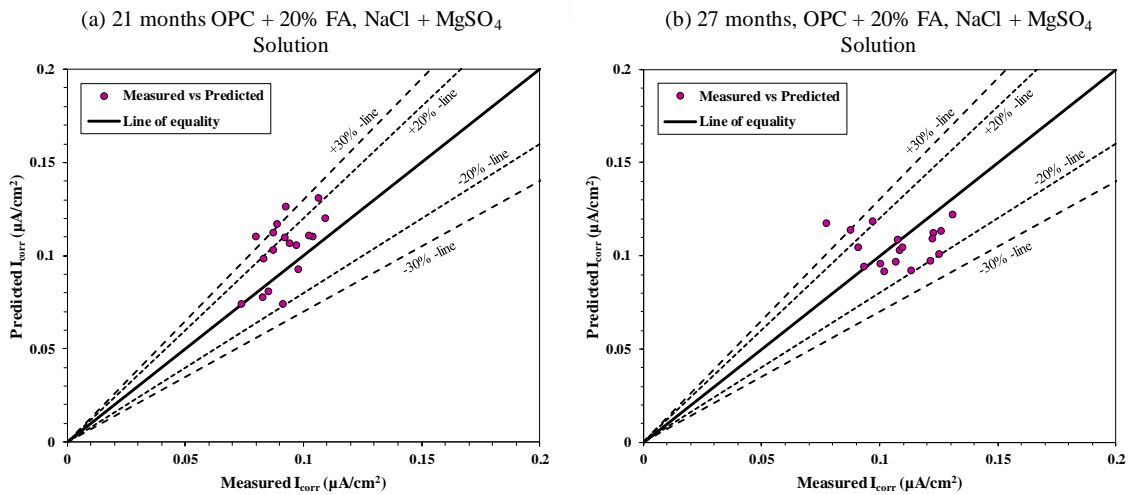 (a) 21 months OPC + 20% FA, NaCl + MgSO₄
Solution
0.2
0.15
0.1
0.05
0
Predicted I_corr (µA/cm²)
Measured vs Predicted
Line of equality
+30% -line
+20% -line
-20% -line
-30% -line
0
0.05
0.1
0.15
0.2
Measured I_corr (µA/cm²)
(b) 27 months, OPC + 20% FA, NaCl + MgSO₄
Solution
0.2
0.15
0.1
0.05
0
Predicted I_corr (µA/cm²)
Measured vs Predicted
Line of equality
+30% -line
+20% -line
-20% -line
-30% -line
0
0.05
0.1
0.15
0.2
Measured I_corr (µA/cm²)